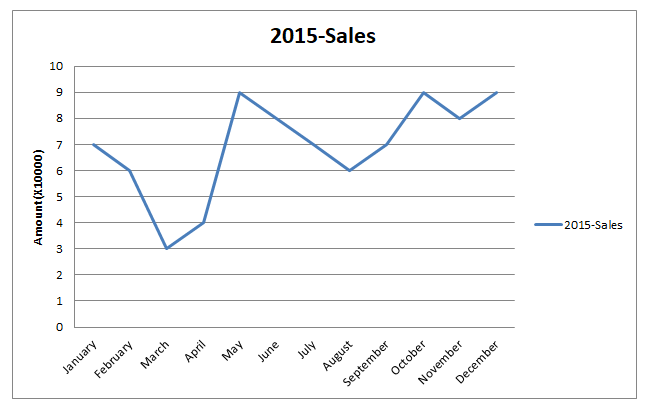 2015-Sales
10
9
8
7
6
5
4
3
2
1
0
Amount(X10000)
January
February
March
April
May
June
July
August
September
October
November
December
2015-Sales